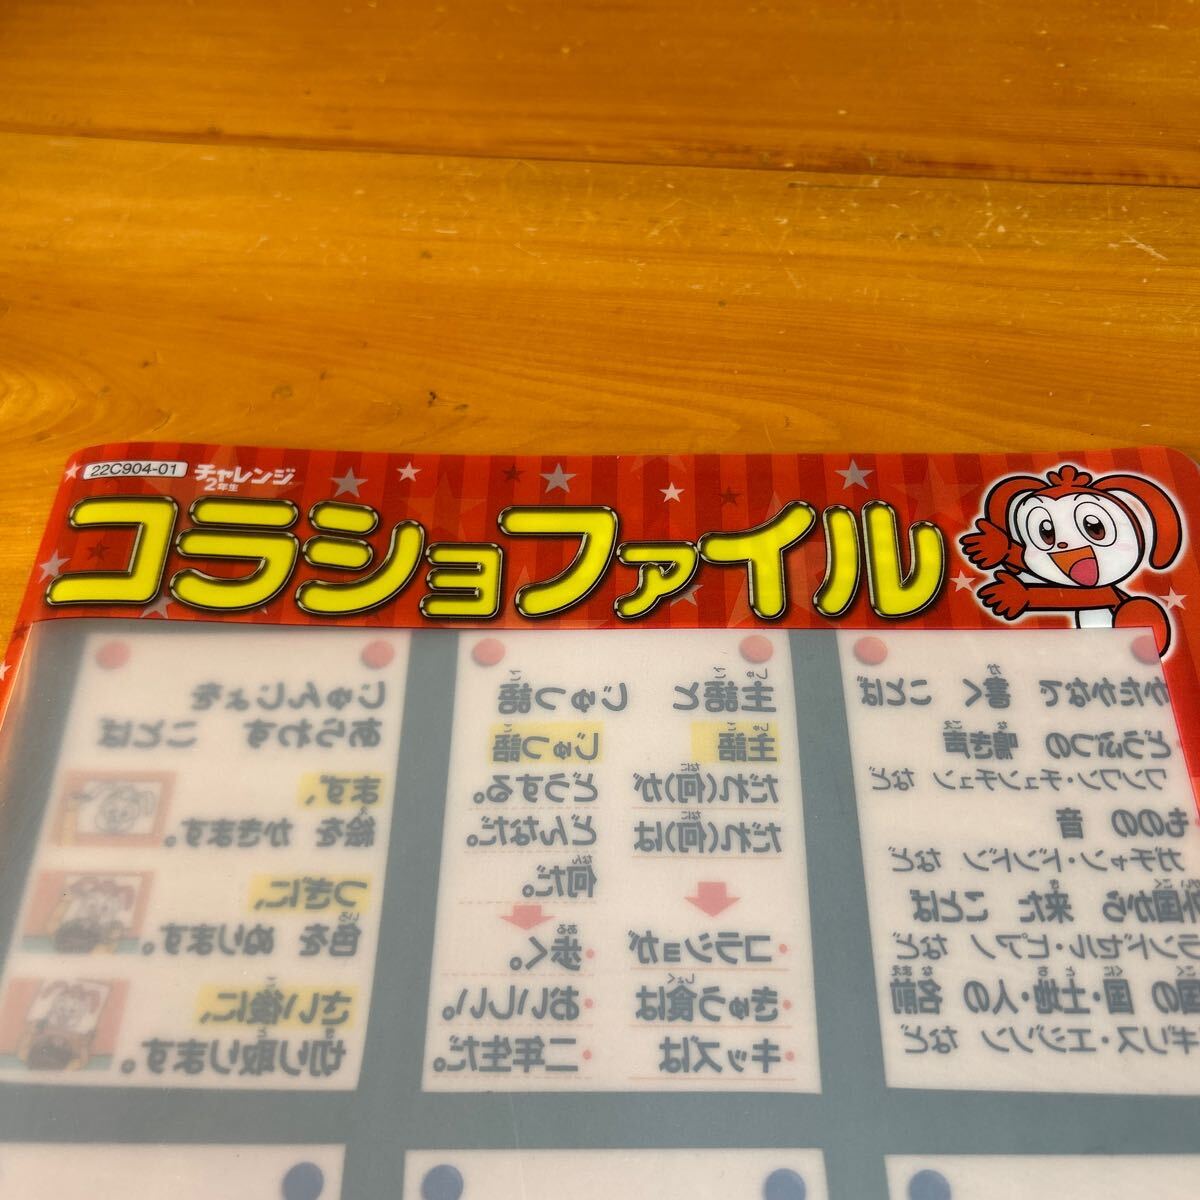 22C904-01
チャレンジ
2年生
コラショファイル
じゅんじょを
あらわす ことば
ます、
絵を かきます。
つぎに、
色を ぬります。
さい後に、
切り取ります。
主語と じゅつ語
主語 じゅつ語
だれ(何)が どうする。
だれ(何)は どんなだ。
何だ。
・コラショが ・歩く。
・きゅう食は ・おいしい。
・キッズは ・二年生だ。
かたかなで 書く ことば
どうぶつの 鳴き声
ワンワン・チュンチュン など
ものの 音
ガチャン・ドンドン など
外国から 来た ことば
ランドセル・ピアノ など
国の 国・土地・人の 名前
ギリス・エジソン など